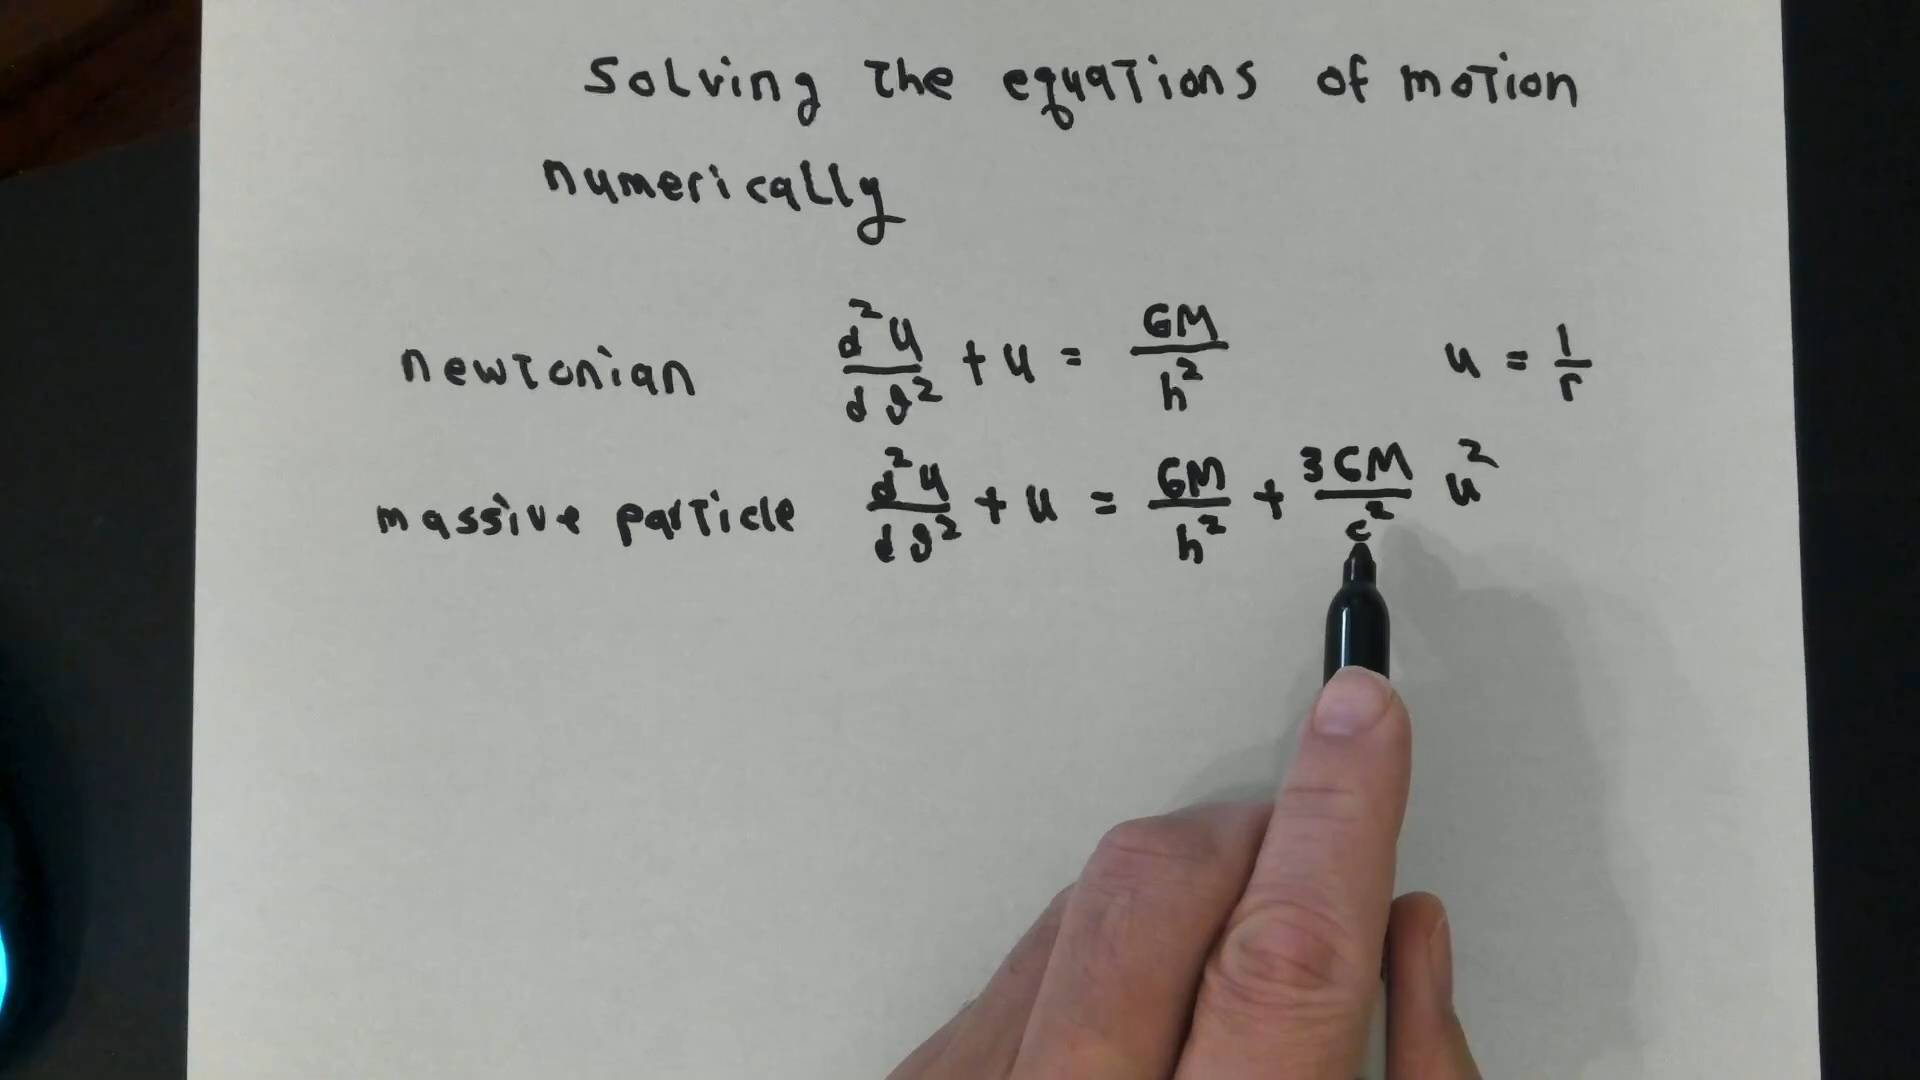 Solving the equations of motion
numerically
newtonian d²u/dϑ² + u = GM/h² u = 1/r
massive particle d²u/dϑ² + u = GM/h² + 3GM/c² u²